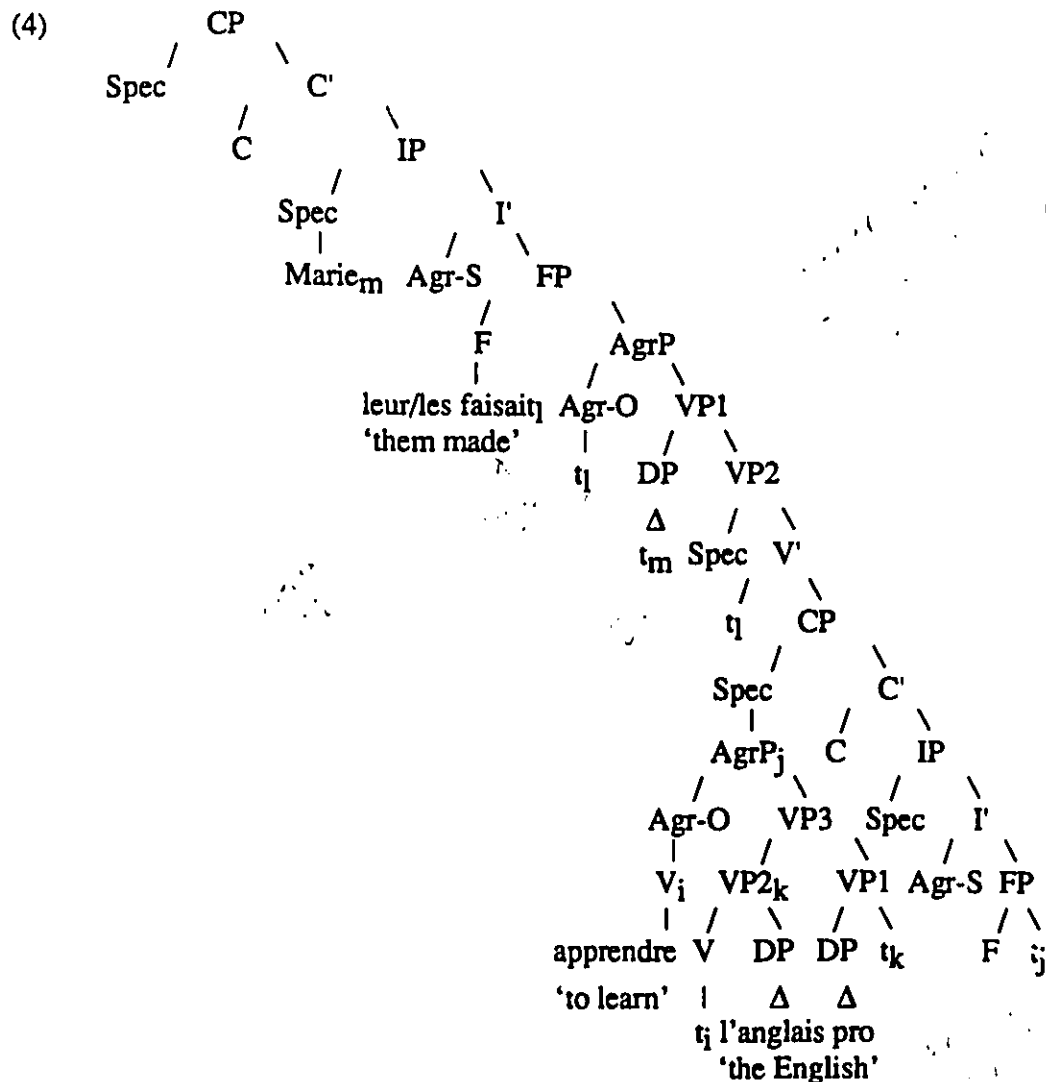 (4) CP
Spec C'
C IP
Spec I'
Marie_m Agr-S FP
F AgrP
leur/les faisait_l Agr-O VP1
'them made'
t_l DP VP2
Δ
t_m Spec V'
t_l CP
Spec C'
AgrP_j C IP
Agr-O VP3 Spec I'
V_i VP2_k VP1 Agr-S FP
apprendre V DP DP t_k F t_j
'to learn' Δ Δ
t_i l'anglais pro
'the English'